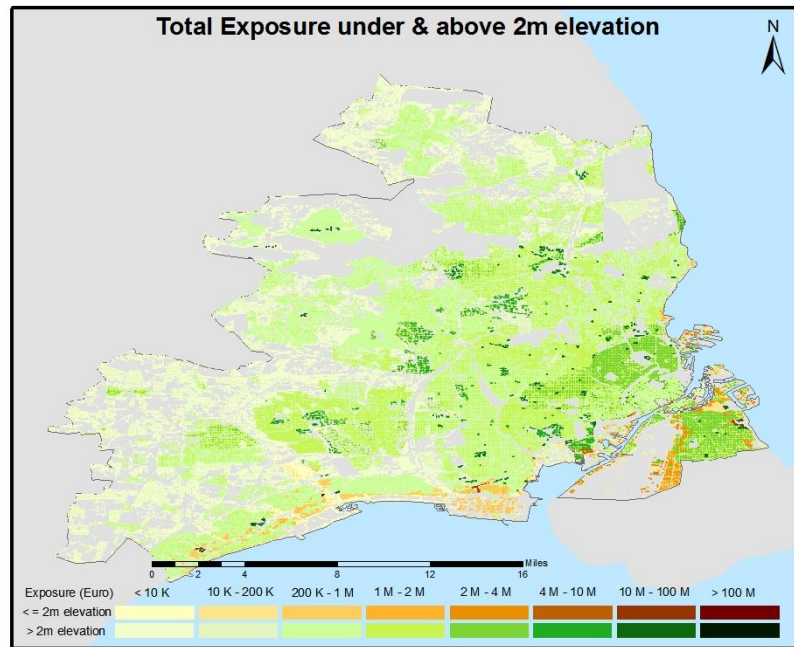 Total Exposure under & above 2m elevation
N
Miles
0 2 4 8 12 16
Exposure (Euro) < 10 K 10 K - 200 K 200 K - 1 M 1 M - 2 M 2 M - 4 M 4 M - 10 M 10 M - 100 M > 100 M
<= 2m elevation
> 2m elevation